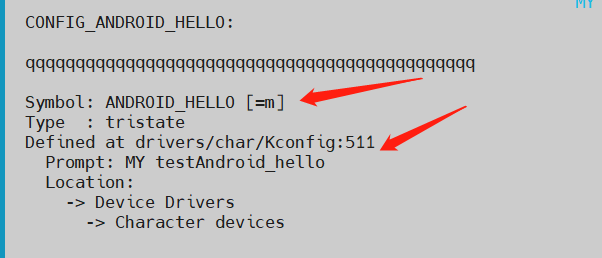 MY
CONFIG_ANDROID_HELLO:
qqqqqqqqqqqqqqqqqqqqqqqqqqqqqqqqqqqqqqqqqqqqq
Symbol: ANDROID_HELLO [=m]
Type  : tristate
Defined at drivers/char/Kconfig:511
  Prompt: MY testAndroid_hello
  Location:
    -> Device Drivers
      -> Character devices